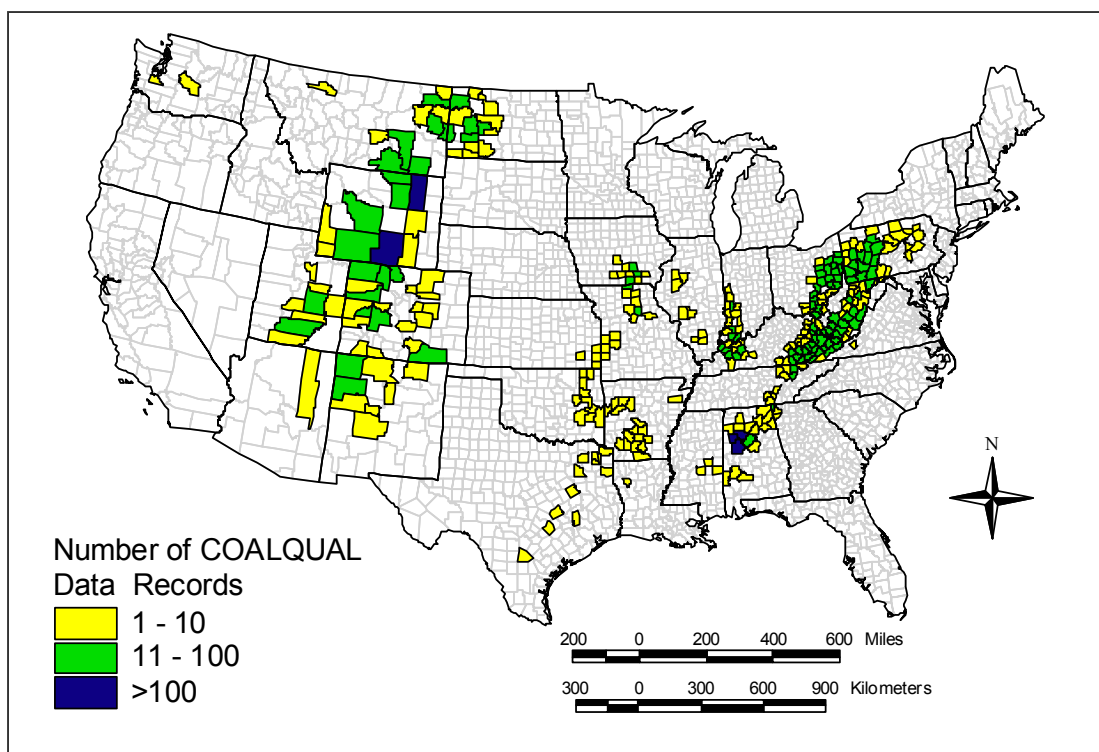 N
Number of COALQUAL
Data Records
1 - 10
11 - 100
>100
200 0 200 400 600 Miles
300 0 300 600 900 Kilometers